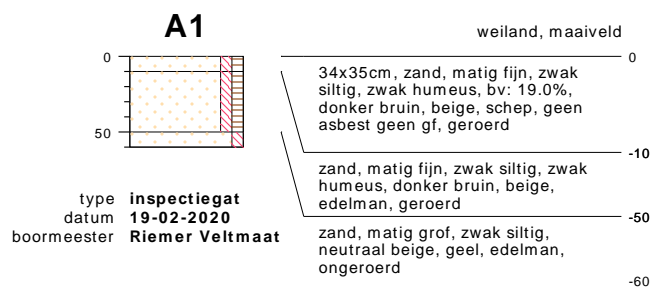 A1
weiland, maaiveld
0
0
34x35cm, zand, matig fijn, zwak
siltig, zwak humeus, bv: 19.0%,
donker bruin, beige, schep, geen
asbest geen gf, geroerd
50
-10
zand, matig fijn, zwak siltig, zwak
humeus, donker bruin, beige,
edelman, geroerd
-50
type inspectiegat
datum 19-02-2020
boormeester Riemer Veltmaat
zand, matig grof, zwak siltig,
neutraal beige, geel, edelman,
ongeroerd
-60